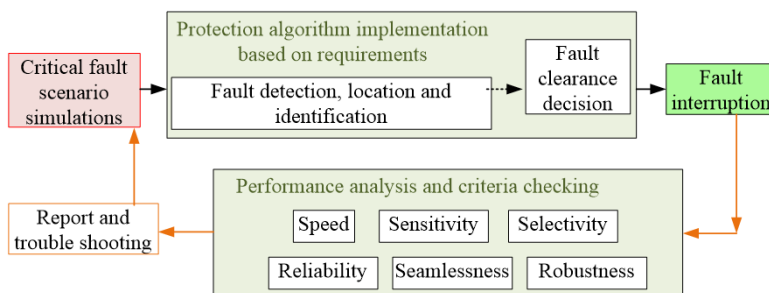 Protection algorithm implementation
based on requirements
Critical fault
scenario
simulations
Fault detection, location and
identification
Fault
clearance
decision
Fault
interruption
Performance analysis and criteria checking
Speed
Sensitivity
Selectivity
Reliability
Seamlessness
Robustness
Report and
trouble shooting